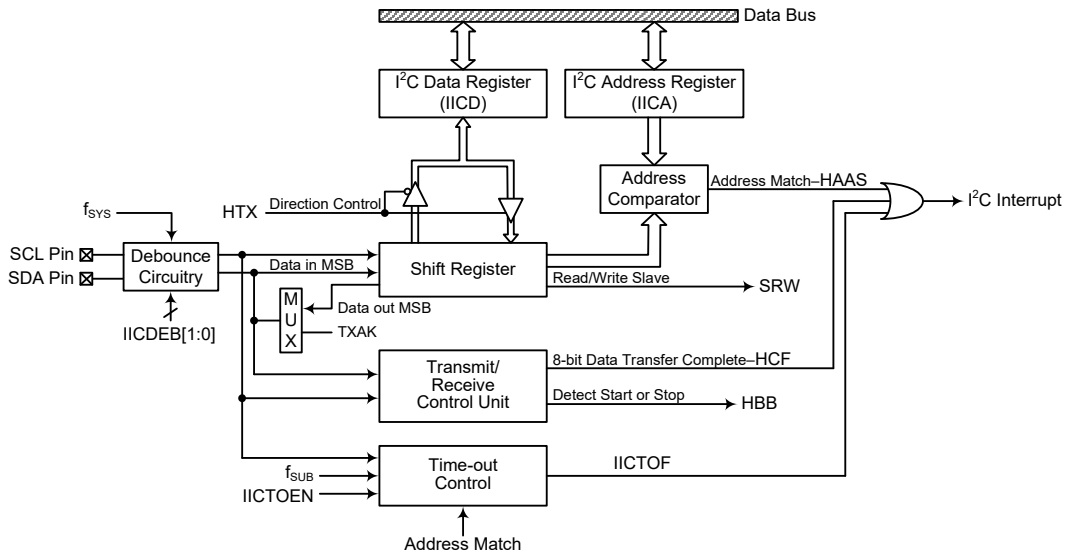 Data Bus
I²C Data Register
(IICD)
I²C Address Register
(IICA)
Address
Comparator
Address Match–HAAS
I²C Interrupt
HTX
Direction Control
fSYS
SCL Pin
SDA Pin
Debounce
Circuitry
IICDEB[1:0]
Data in MSB
Shift Register
Read/Write Slave
SRW
M
U
X
Data out MSB
TXAK
Transmit/
Receive
Control Unit
8-bit Data Transfer Complete–HCF
Detect Start or Stop
HBB
fSUB
IICTOEN
Time-out
Control
IICTOF
Address Match